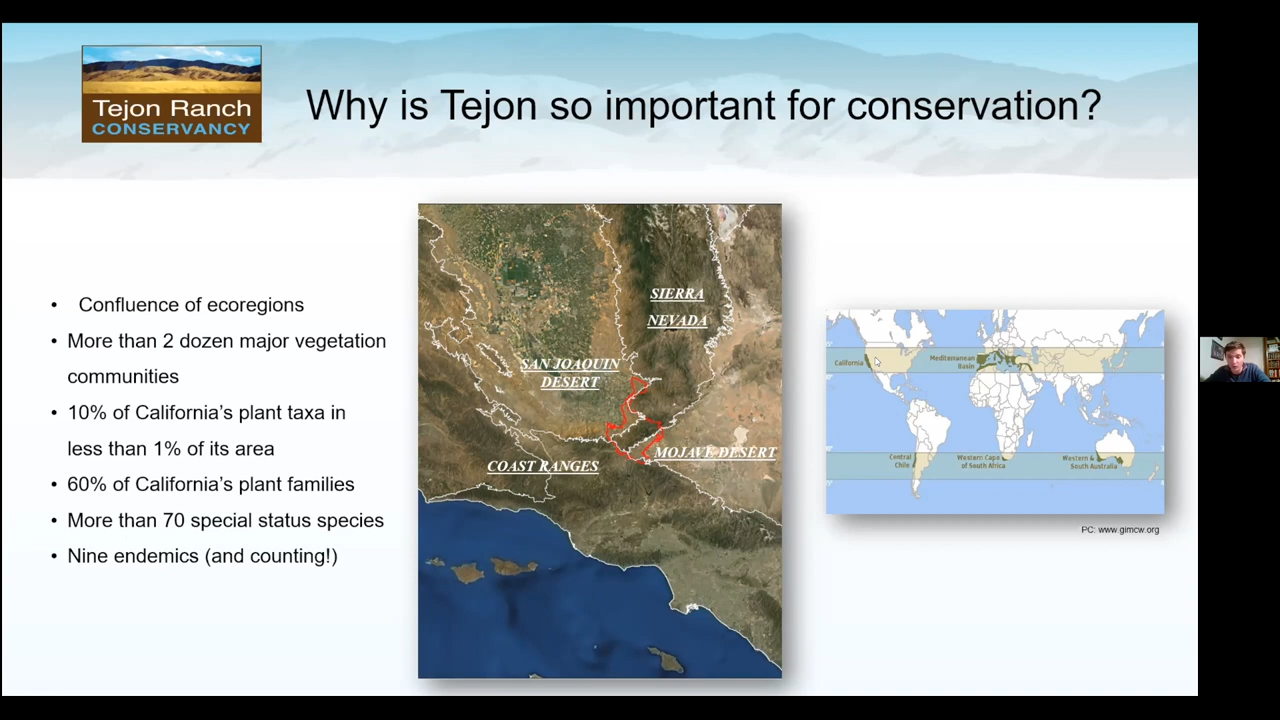 Tejon Ranch
CONSERVANCY
Why is Tejon so important for conservation?
• Confluence of ecoregions
• More than 2 dozen major vegetation
communities
• 10% of California's plant taxa in
less than 1% of its area
• 60% of California's plant families
• More than 70 special status species
• Nine endemics (and counting!)
SIERRA
NEVADA
SAN JOAQUIN
DESERT
MOJAVE DESERT
COAST RANGES
California
Mediterranean
Basin
Central
Chile
Western Cape
of South Africa
Western &
South Australia
PC: www.gimcw.org